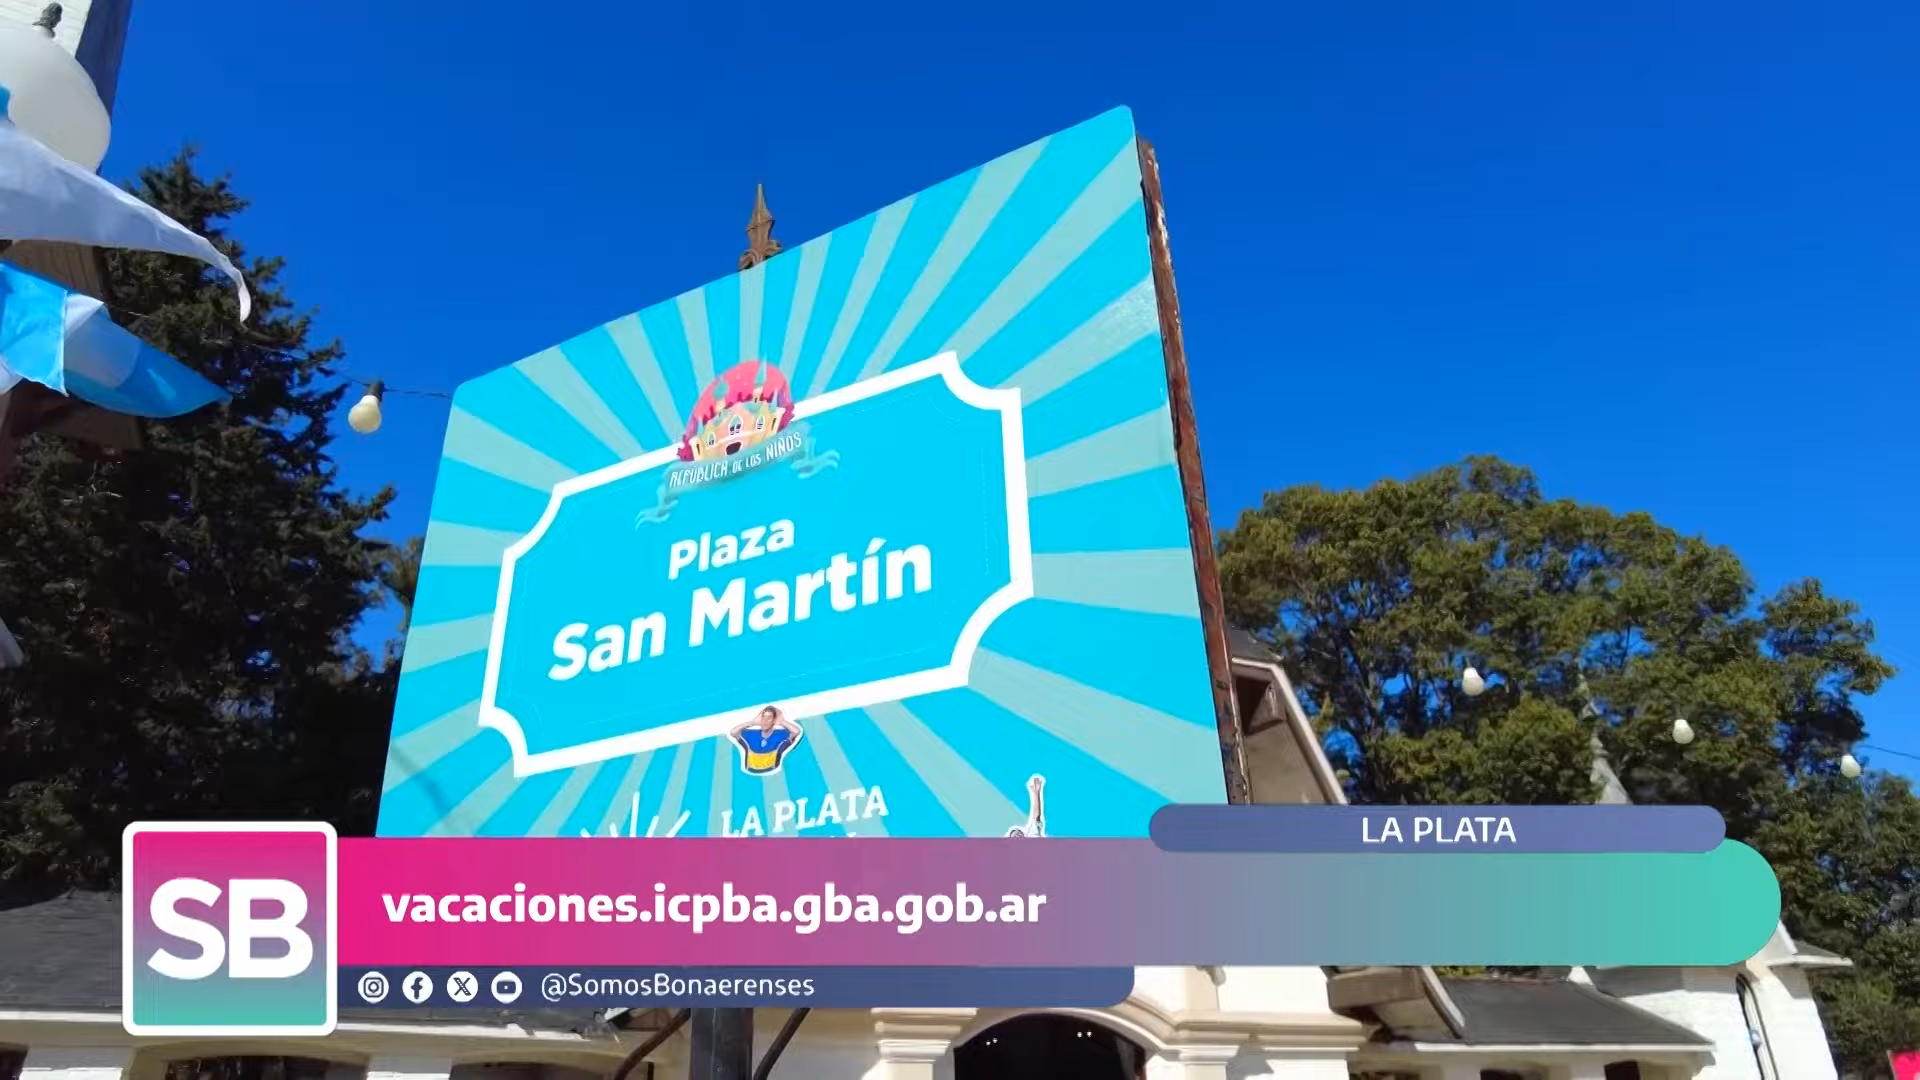 REPÚBLICA DE LOS NIÑOS
Plaza
San Martín
LA PLATA
LA PLATA
SB
vacaciones.icpba.gba.gob.ar
@SomosBonaerenses